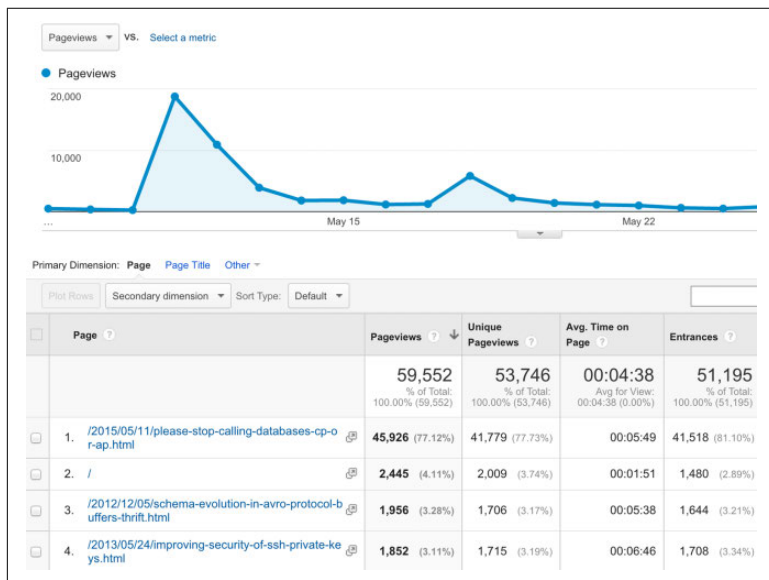 Pageviews VS. Select a metric
Pageviews
20,000
10,000
... May 15 May 22
Primary Dimension: Page Page Title Other
Plot Rows Secondary dimension Sort Type: Default
Page ? Pageviews ? Unique Pageviews ? Avg. Time on Page ? Entrances ?
59,552 53,746 00:04:38 51,195
% of Total: % of Total: Avg for View: % of Total:
100.00% (59,552) 100.00% (53,746) 00:04:38 (0.00%) 100.00% (51,195)
1. /2015/05/11/please-stop-calling-databases-cp-o
r-ap.html 45,926 (77.12%) 41,779 (77.73%) 00:05:49 41,518 (81.10%)
2. / 2,445 (4.11%) 2,009 (3.74%) 00:01:51 1,480 (2.89%)
3. /2012/12/05/schema-evolution-in-avro-protocol-b
uffers-thrift.html 1,956 (3.28%) 1,706 (3.17%) 00:05:38 1,644 (3.21%)
4. /2013/05/24/improving-security-of-ssh-private-ke
ys.html 1,852 (3.11%) 1,715 (3.19%) 00:06:46 1,708 (3.34%)